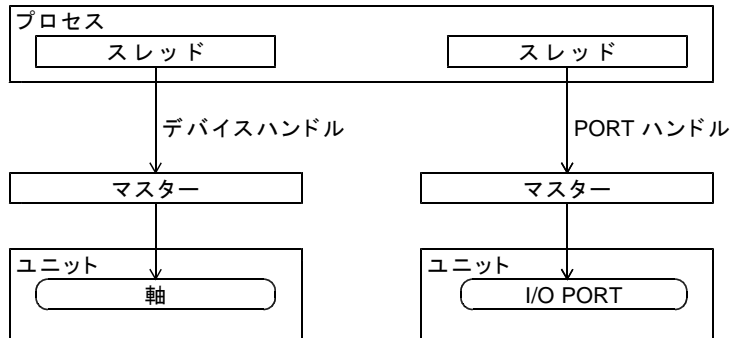 プロセス
スレッド
スレッド
デバイスハンドル
PORT ハンドル
マスター
マスター
ユニット
ユニット
軸
I/O PORT